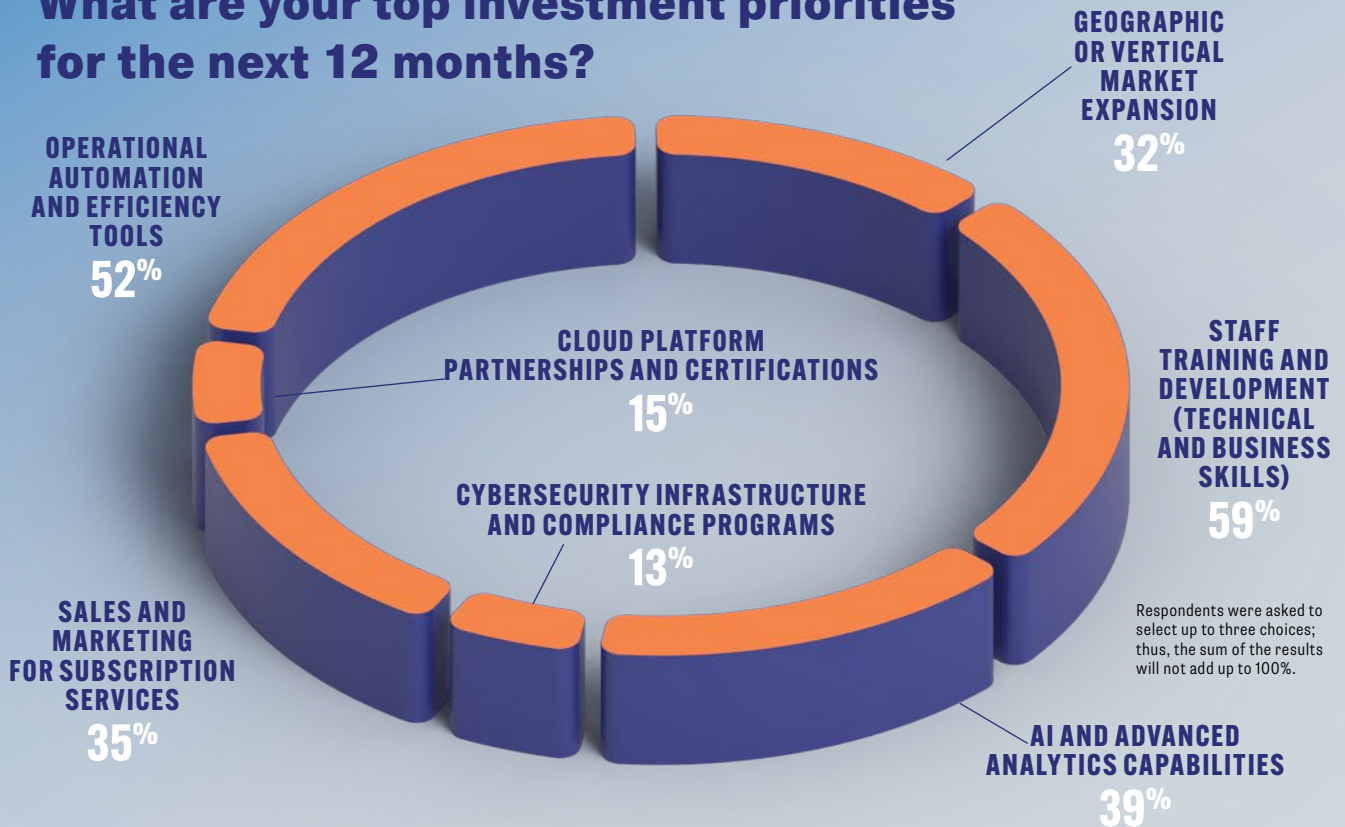 What are your top investment priorities
for the next 12 months?
GEOGRAPHIC
OR VERTICAL
MARKET
EXPANSION
32%
OPERATIONAL
AUTOMATION
AND EFFICIENCY
TOOLS
52%
CLOUD PLATFORM
PARTNERSHIPS AND CERTIFICATIONS
15%
STAFF
TRAINING AND
DEVELOPMENT
(TECHNICAL
AND BUSINESS
SKILLS)
59%
CYBERSECURITY INFRASTRUCTURE
AND COMPLIANCE PROGRAMS
13%
SALES AND
MARKETING
FOR SUBSCRIPTION
SERVICES
35%
Respondents were asked to
select up to three choices;
thus, the sum of the results
will not add up to 100%.
AI AND ADVANCED
ANALYTICS CAPABILITIES
39%